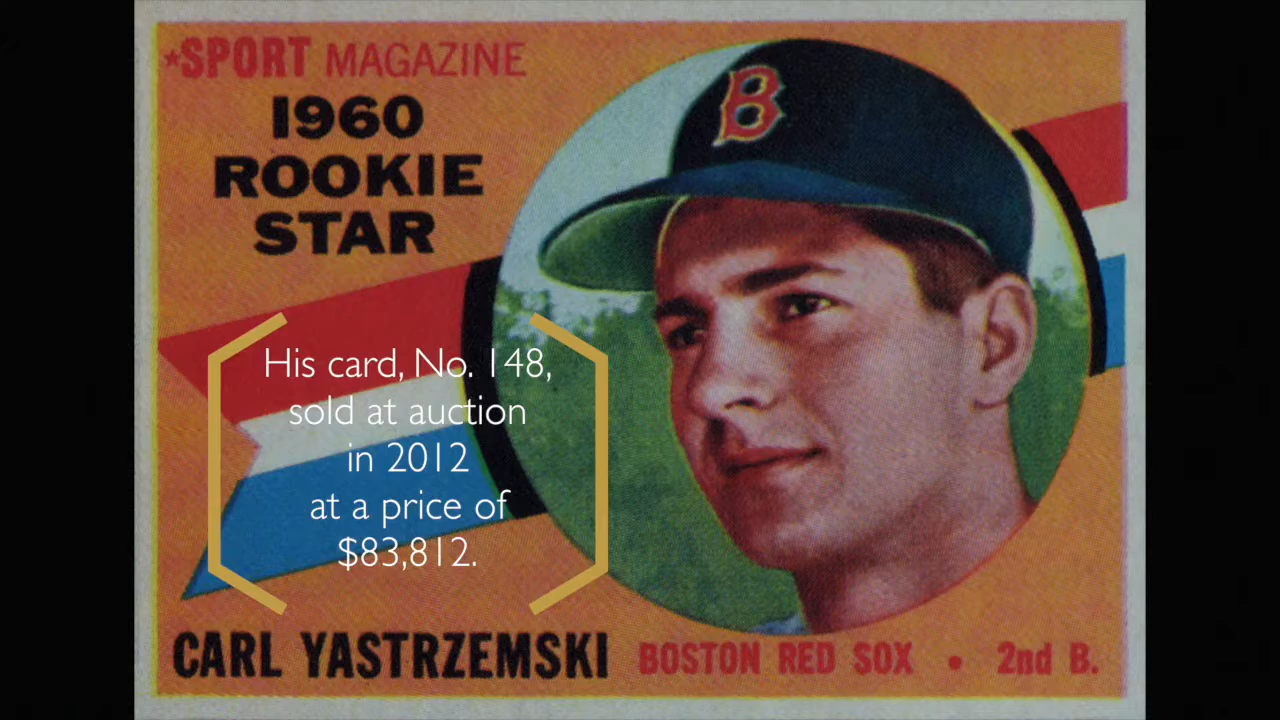 ★SPORT MAGAZINE
1960
ROOKIE
STAR
B
His card, No. 148,
sold at auction
in 2012
at a price of
$83,812.
CARL YASTRZEMSKI BOSTON RED SOX • 2nd B.